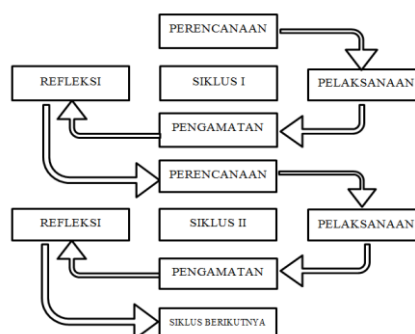 PERENCANAAN
REFLEKSI
SIKLUS I
PELAKSANAAN
PENGAMATAN
PERENCANAAN
REFLEKSI
SIKLUS II
PELAKSANAAN
PENGAMATAN
SIKLUS BERIKUTNYA